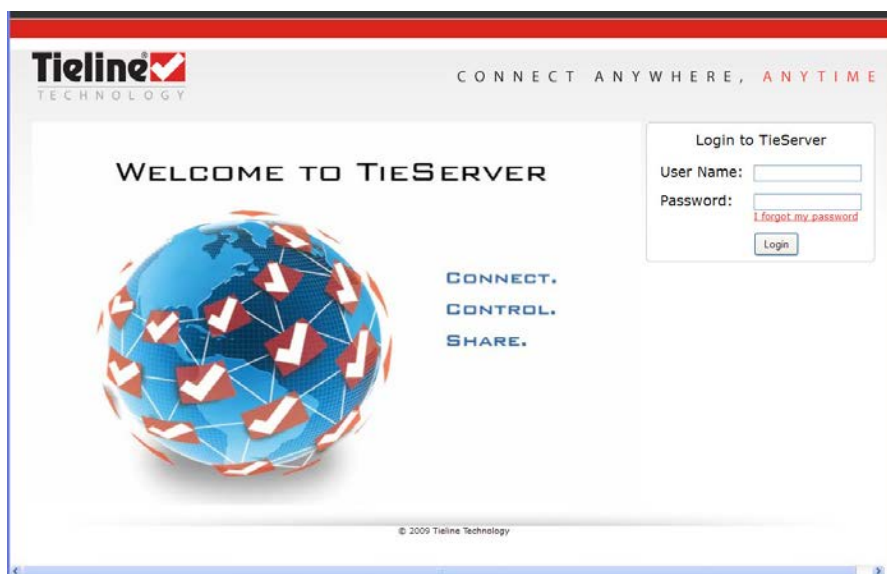 Tieline®
TECHNOLOGY
CONNECT ANYWHERE, ANYTIME
WELCOME TO TIESERVER
CONNECT.
CONTROL.
SHARE.
Login to TieServer
User Name:
Password:
I forgot my password
Login
© 2009 Tieline Technology